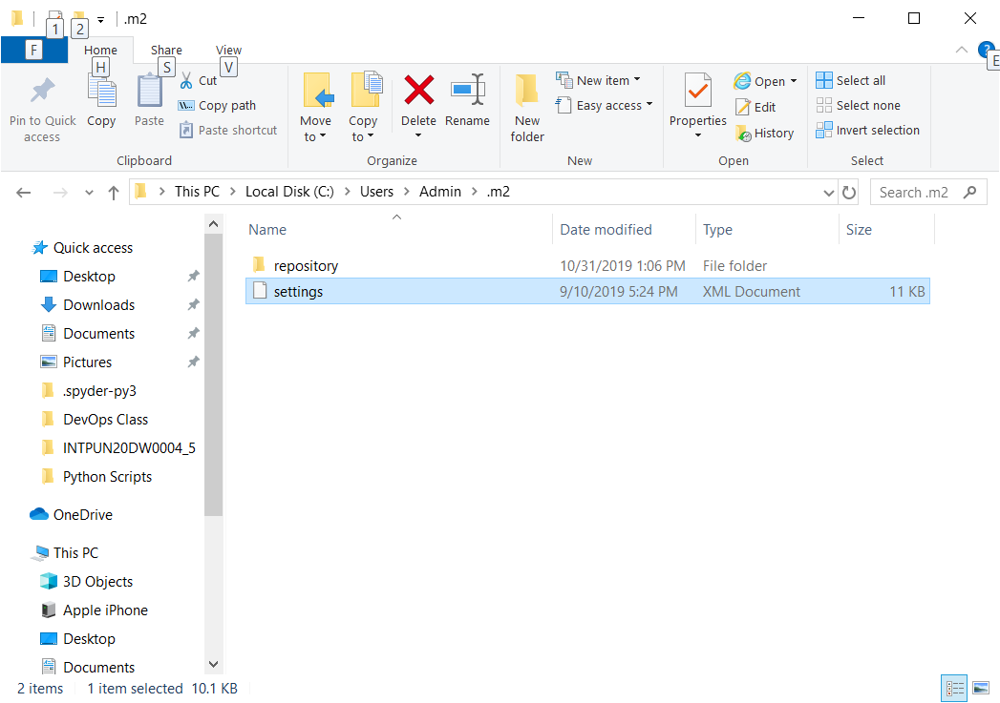 .m2
1
2
F
Home
Share
View
H
S
V
?
E
Pin to Quick
access
Copy
Paste
Cut
Copy path
Paste shortcut
Clipboard
Move
to
Copy
to
Delete
Rename
Organize
New
folder
New item
Easy access
New
Properties
Open
Edit
History
Open
Select all
Select none
Invert selection
Select
This PC
Local Disk (C:)
Users
Admin
.m2
Search .m2
Name
Date modified
Type
Size
repository
10/31/2019 1:06 PM
File folder
settings
9/10/2019 5:24 PM
XML Document
11 KB
Quick access
Desktop
Downloads
Documents
Pictures
.spyder-py3
DevOps Class
INTPUN20DW0004_5
Python Scripts
OneDrive
This PC
3D Objects
Apple iPhone
Desktop
Documents
2 items
1 item selected 10.1 KB